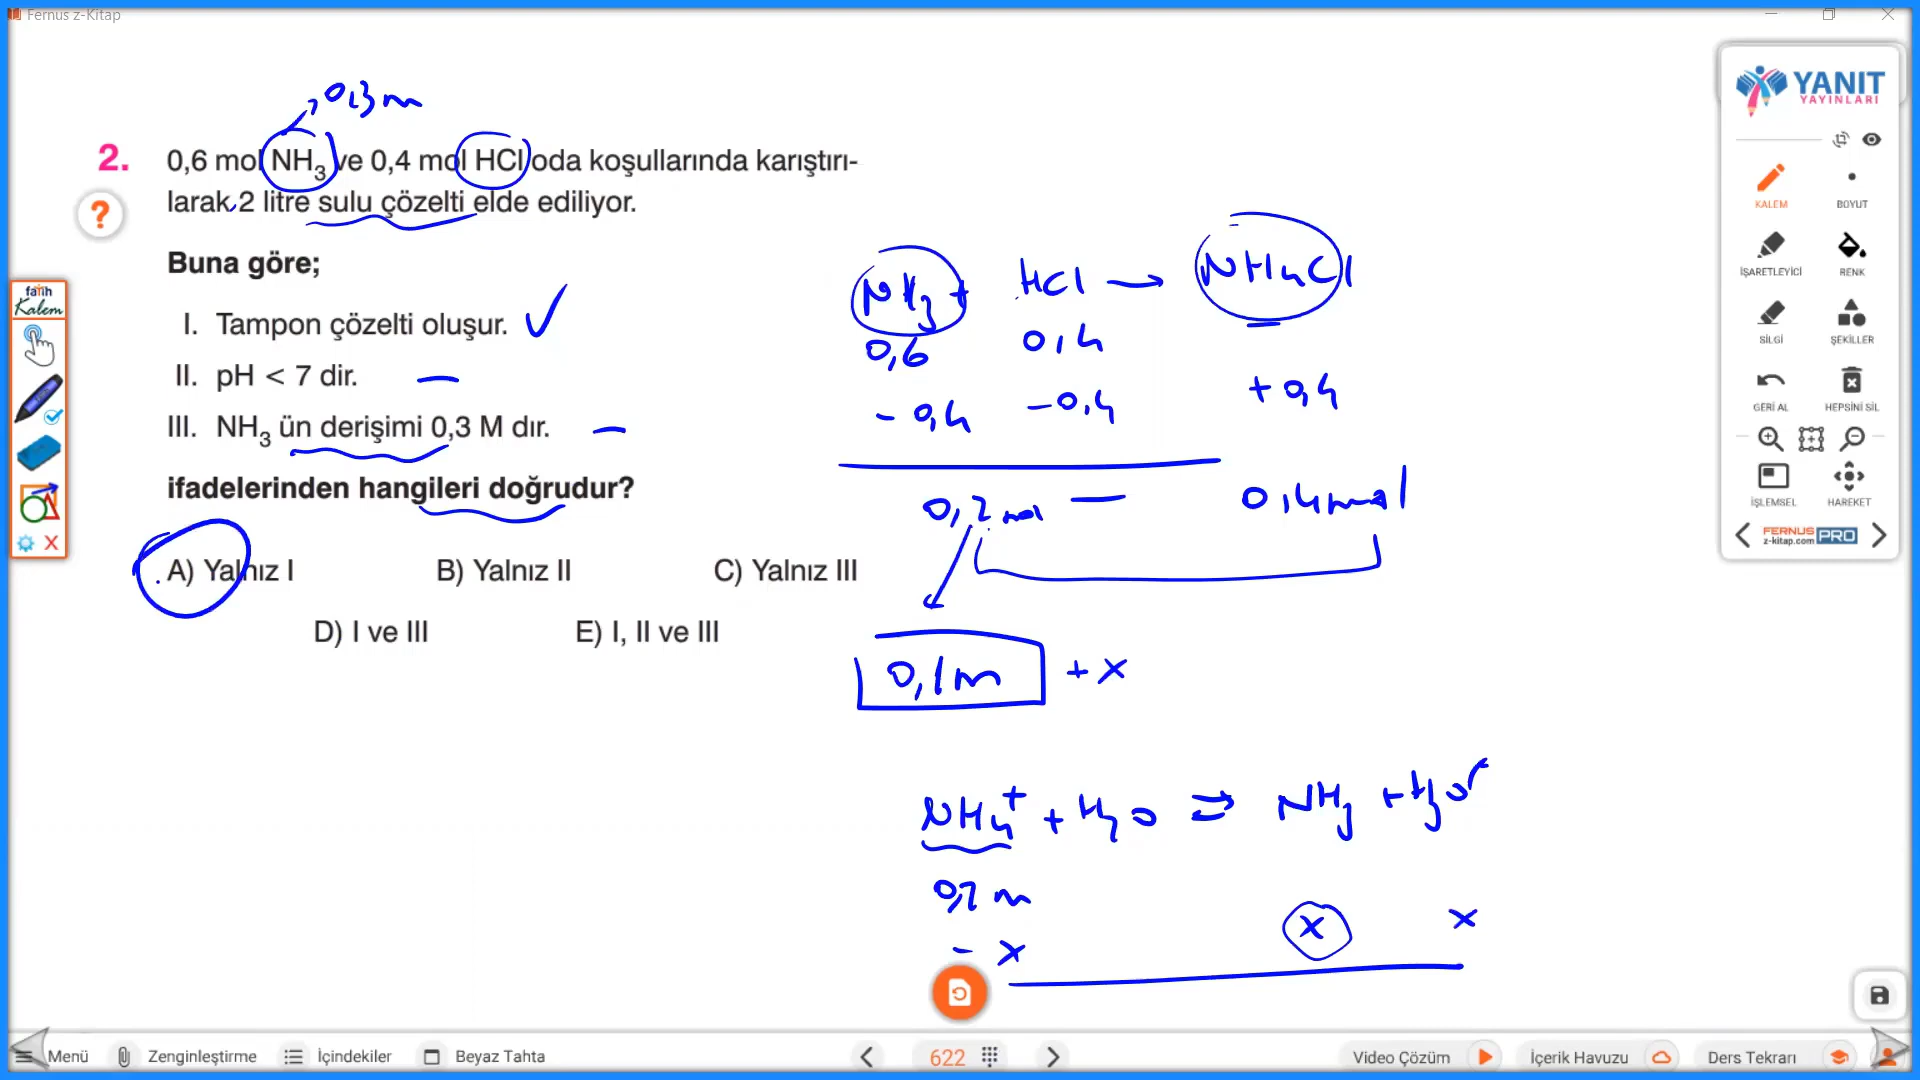 Fernus z-Kitap
0,3 m
2. 0,6 mol NH3 ve 0,4 mol HCl oda koşullarında karıştırı-
larak 2 litre sulu çözelti elde ediliyor.
Buna göre;
I. Tampon çözelti oluşur.
II. pH < 7 dir.
III. NH3 ün derişimi 0,3 M dır.
ifadelerinden hangileri doğrudur?
A) Yalnız I B) Yalnız II C) Yalnız III
D) I ve III E) I, II ve III
NH3 + HCl → NH4Cl
0,6 0,4
- 0,4 - 0,4 + 0,4
0,2 mol — 0,4 mol
0,1 m + x
NH4+ + H2O ⇌ NH3 + H3O+
0,2 m
- x x x
?
fatih
Kalem
X
YANIT
YAYINLARI
KALEM BOYUT
İŞARETLEYİCİ RENK
SİLGİ ŞEKİLLER
GERİ AL HEPSİNİ SİL
İŞLEMSEL HAREKET
FERNUS PRO
z-kitap.com
Menü Zenginleştirme İçindekiler Beyaz Tahta 622 Video Çözüm İçerik Havuzu Ders Tekrarı